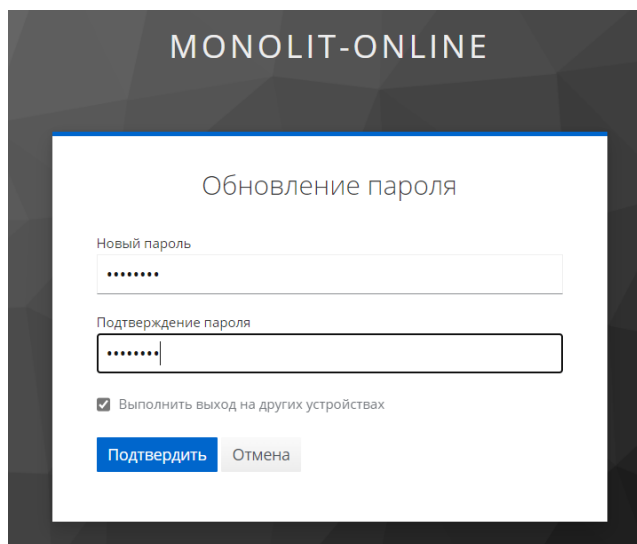 MONOLIT-ONLINE
Обновление пароля
Новый пароль
••••••••
Подтверждение пароля
••••••••
Выполнить выход на других устройствах
Подтвердить Отмена